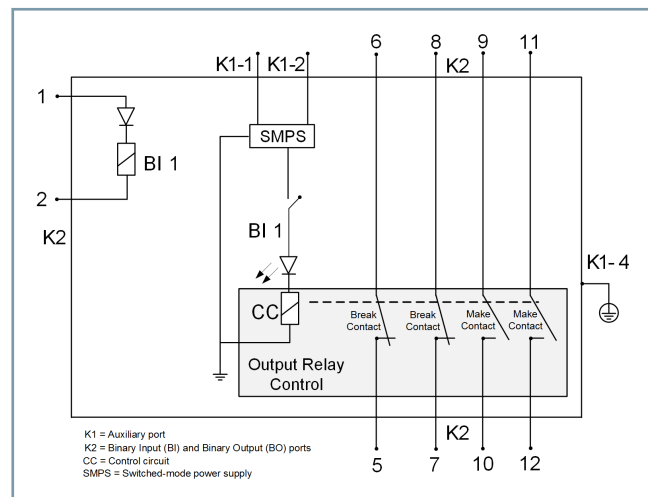 6 8 9 11
K1-1 K1-2 K2
1
SMPS
BI 1
2
K2
BI 1
K1-4
CC
Break Contact
Break Contact
Make Contact
Make Contact
Output Relay
Control
K2
5 7 10 12
K1 = Auxiliary port
K2 = Binary Input (BI) and Binary Output (BO) ports
CC = Control circuit
SMPS = Switched-mode power supply